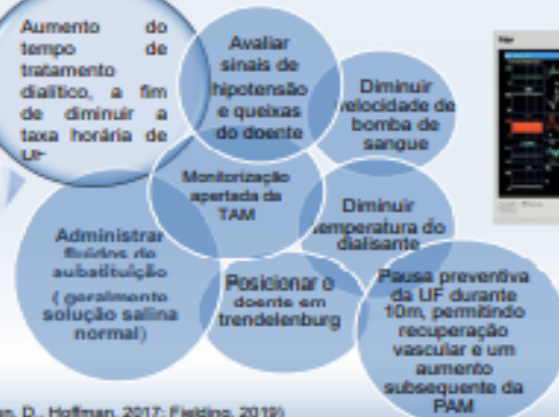 Aumento do
tempo de
tratamento
dialítico, a fim
de diminuir a
taxa horária de
UF
Avaliar
sinais de
hipotensão
e queixas
do doente
Diminuir
velocidade de
bomba de
sangue
Monitorização
apertada da
TAM
Diminuir
temperatura do
dialisante
Administrar
fluidos de
substituição
( geralmente
solução salina
normal)
Posicionar o
doente em
trendelenburg
Pausa preventiva
da UF durante
10m, permitindo
recuperação
vascular e um
aumento
subsequente da
PAM
D., Hoffman, 2017; Fielding, 2019)